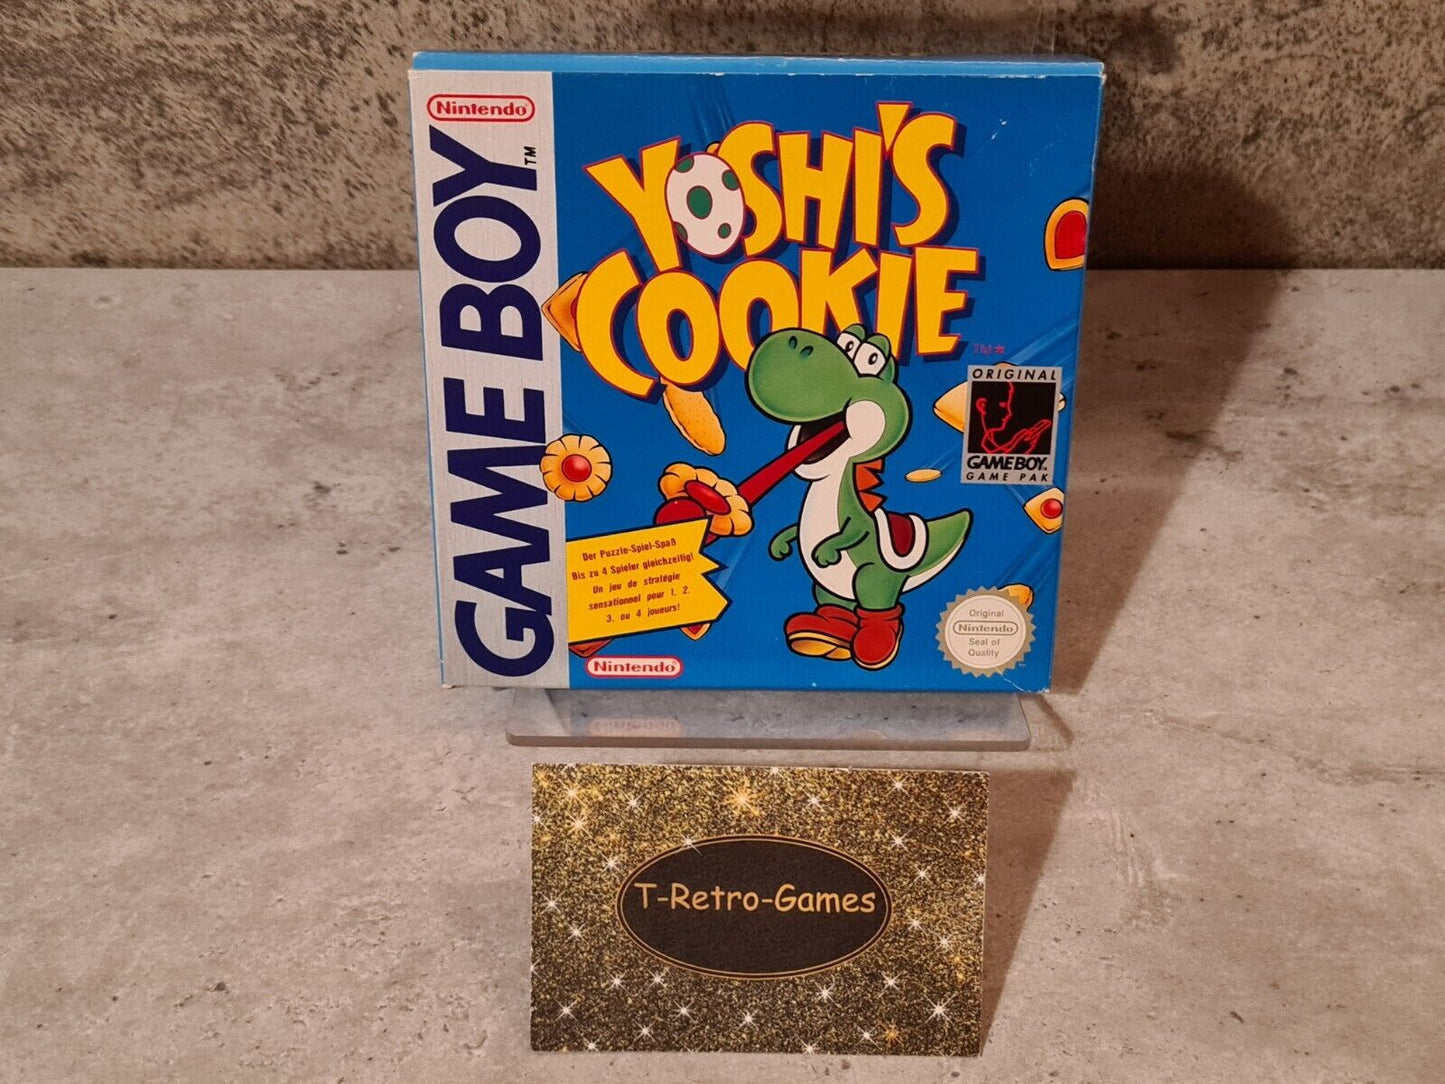 Nintendo
GAME BOY
TM
YOSHI'S
COOKIE
TM*
ORIGINAL
GAMEBOY
GAME PAK
Der Puzzle-Spiel-Spaß
Bis zu 4 Spieler gleichzeitig!
Un jeu de stratégie
sensationnel pour 1, 2,
3, ou 4 joueurs!
Original
Nintendo
Seal of
Quality
Nintendo
T-Retro-Games